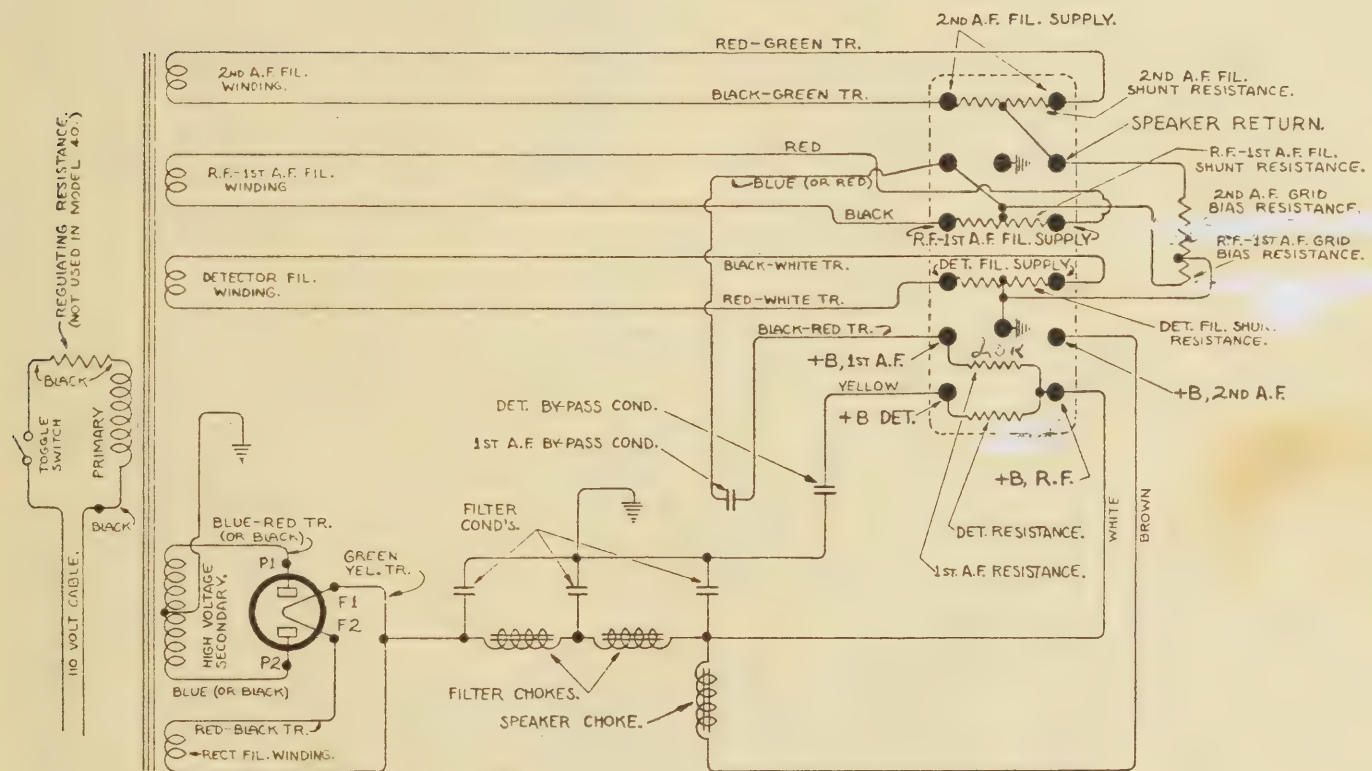 2ND A.F. FIL. SUPPLY.
RED-GREEN TR.
2ND A.F. FIL.
WINDING.
2ND A.F. FIL.
SHUNT RESISTANCE.
BLACK-GREEN TR.
SPEAKER RETURN.
RED
R.F.-1ST A.F. FIL.
SHUNT RESISTANCE.
R.F.-1ST A.F. FIL.
WINDING
BLUE (OR RED)
2ND A.F. GRID
BIAS RESISTANCE.
BLACK
R.F.-1ST A.F. FIL. SUPPLY
R.F.-1ST A.F. GRID
BIAS RESISTANCE.
BLACK-WHITE TR.
DET. FIL. SUPPLY
DETECTOR FIL.
WINDING.
RED-WHITE TR.
REGULATING RESISTANCE.
(NOT USED IN MODEL 40.)
BLACK-RED TR.
DET. FIL. SHUN.
RESISTANCE.
+B, 1ST A.F.
BLACK
YELLOW
+B, 2ND A.F.
DET. BY-PASS COND.
+B DET.
TOGGLE
SWITCH
PRIMARY
1ST A.F. BY-PASS COND.
+B, R.F.
BLACK
BLUE-RED TR.
(OR BLACK)
FILTER
COND'S.
WHITE
BROWN
DET. RESISTANCE.
P1
GREEN
YEL. TR.
1ST A.F. RESISTANCE.
110 VOLT CABLE.
HIGH VOLTAGE
SECONDARY.
F1
F2
P2
BLUE (OR BLACK)
FILTER CHOKES.
SPEAKER CHOKE.
RED-BLACK TR.
RECT FIL. WINDING.